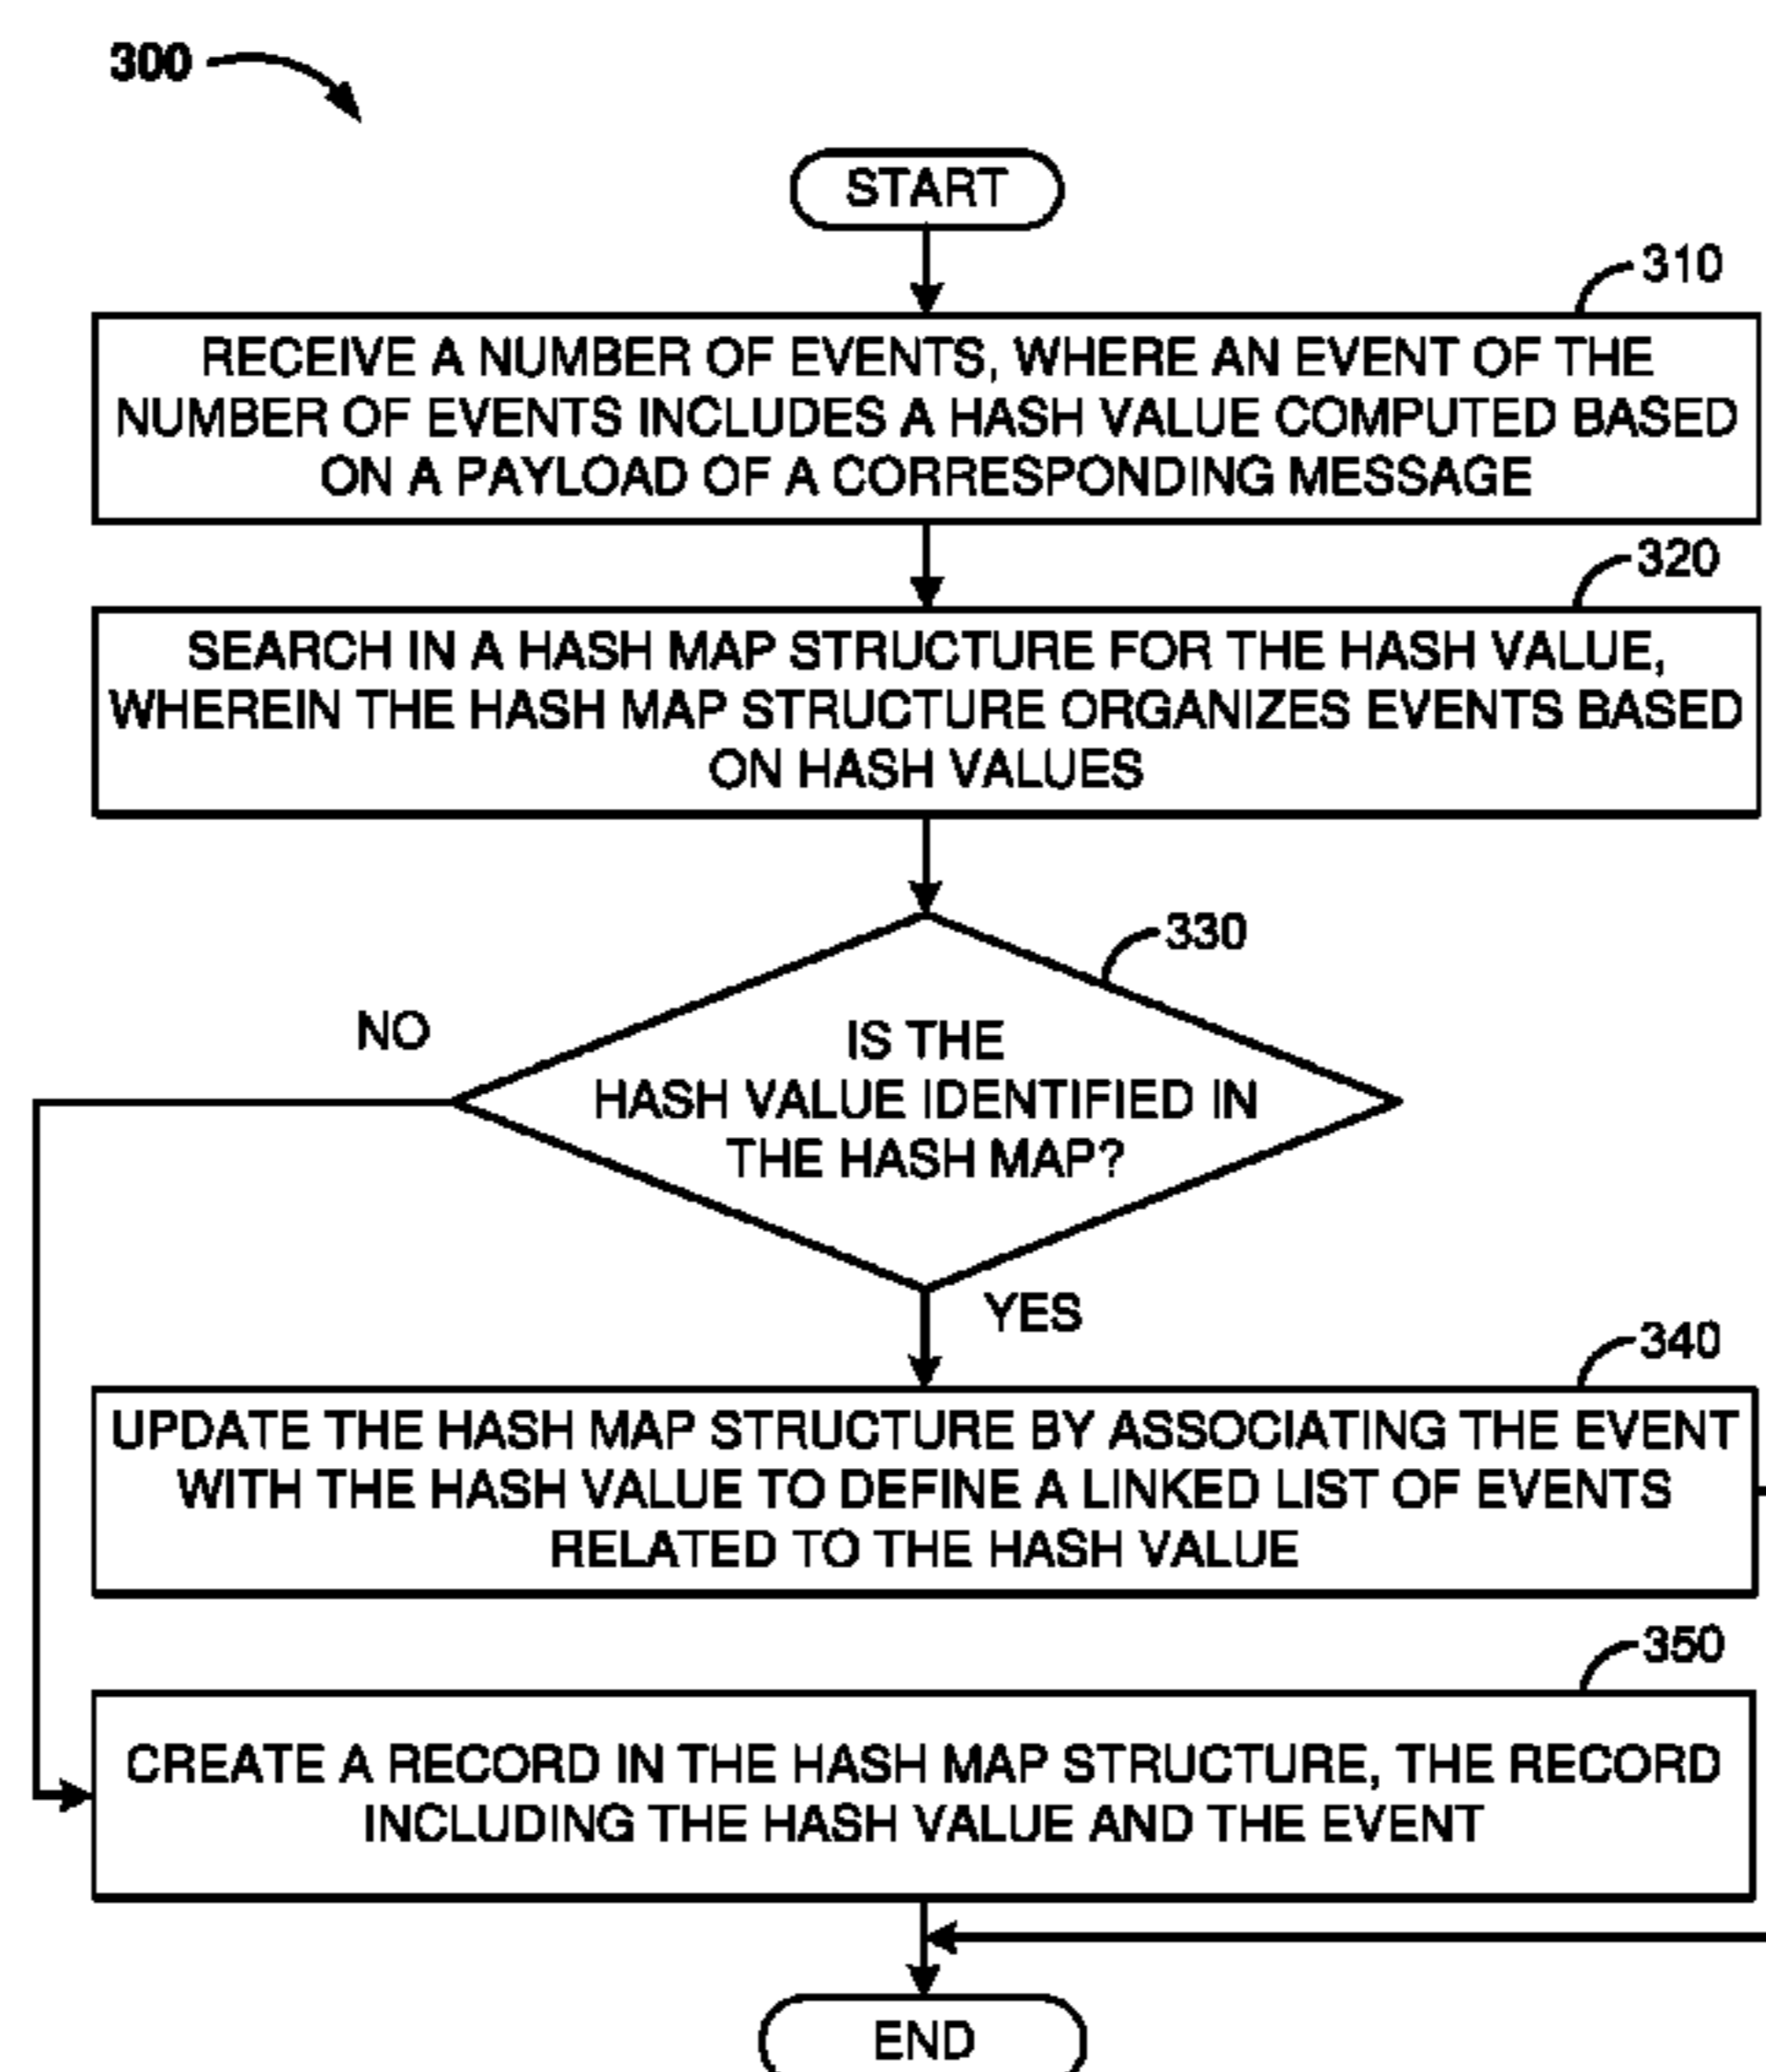 300
START
310
RECEIVE A NUMBER OF EVENTS, WHERE AN EVENT OF THE
NUMBER OF EVENTS INCLUDES A HASH VALUE COMPUTED BASED
ON A PAYLOAD OF A CORRESPONDING MESSAGE
320
SEARCH IN A HASH MAP STRUCTURE FOR THE HASH VALUE,
WHEREIN THE HASH MAP STRUCTURE ORGANIZES EVENTS BASED
ON HASH VALUES
330
NO
IS THE
HASH VALUE IDENTIFIED IN
THE HASH MAP?
YES
340
UPDATE THE HASH MAP STRUCTURE BY ASSOCIATING THE EVENT
WITH THE HASH VALUE TO DEFINE A LINKED LIST OF EVENTS
RELATED TO THE HASH VALUE
350
CREATE A RECORD IN THE HASH MAP STRUCTURE, THE RECORD
INCLUDING THE HASH VALUE AND THE EVENT
END